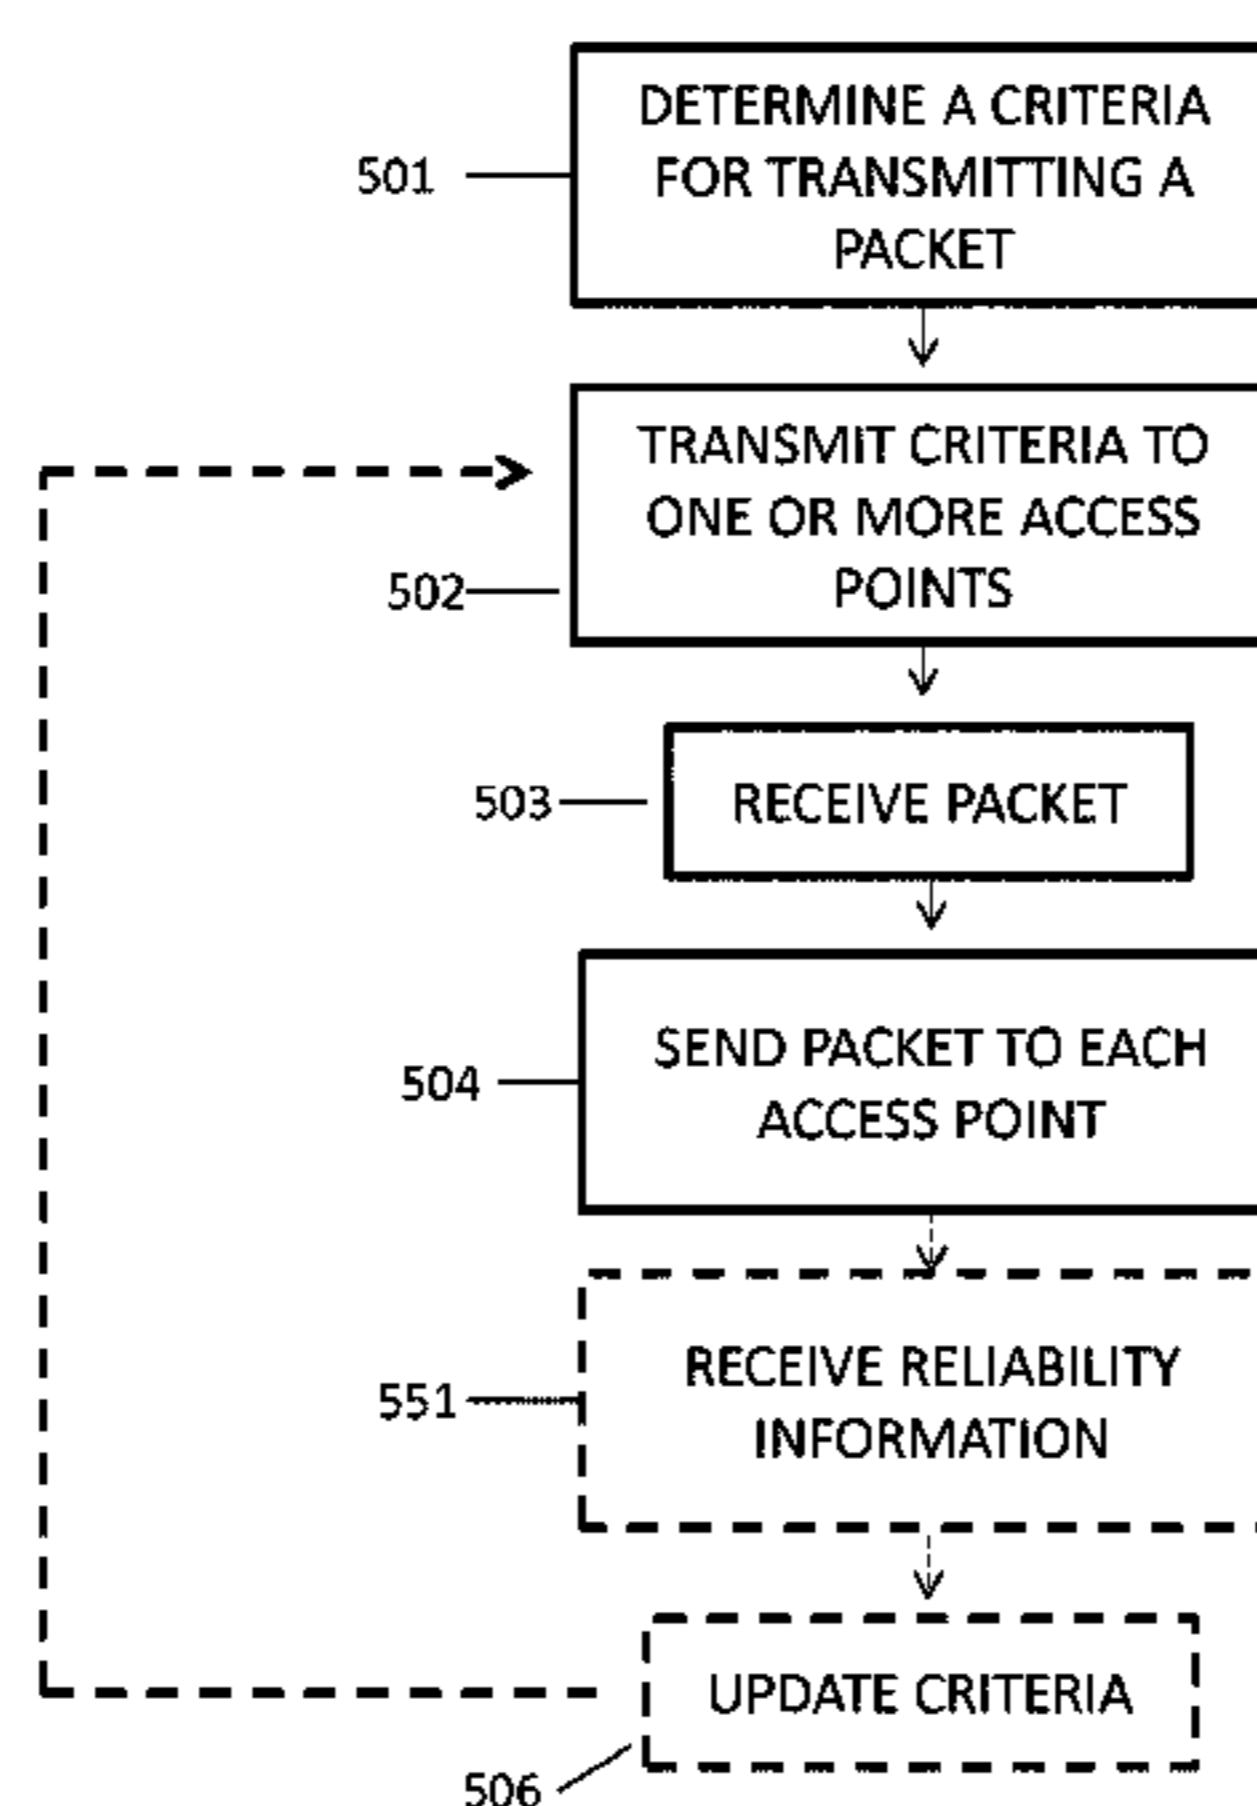 DETERMINE A CRITERIA
501
FOR TRANSMITTING A
PACKET
TRANSMIT CRITERIA TO
ONE OR MORE ACCESS
502
POINTS
503
RECEIVE PACKET
SEND PACKET TO EACH
504
ACCESS POINT
RECEIVE RELIABILITY
551
INFORMATION
UPDATE CRITERIA
506